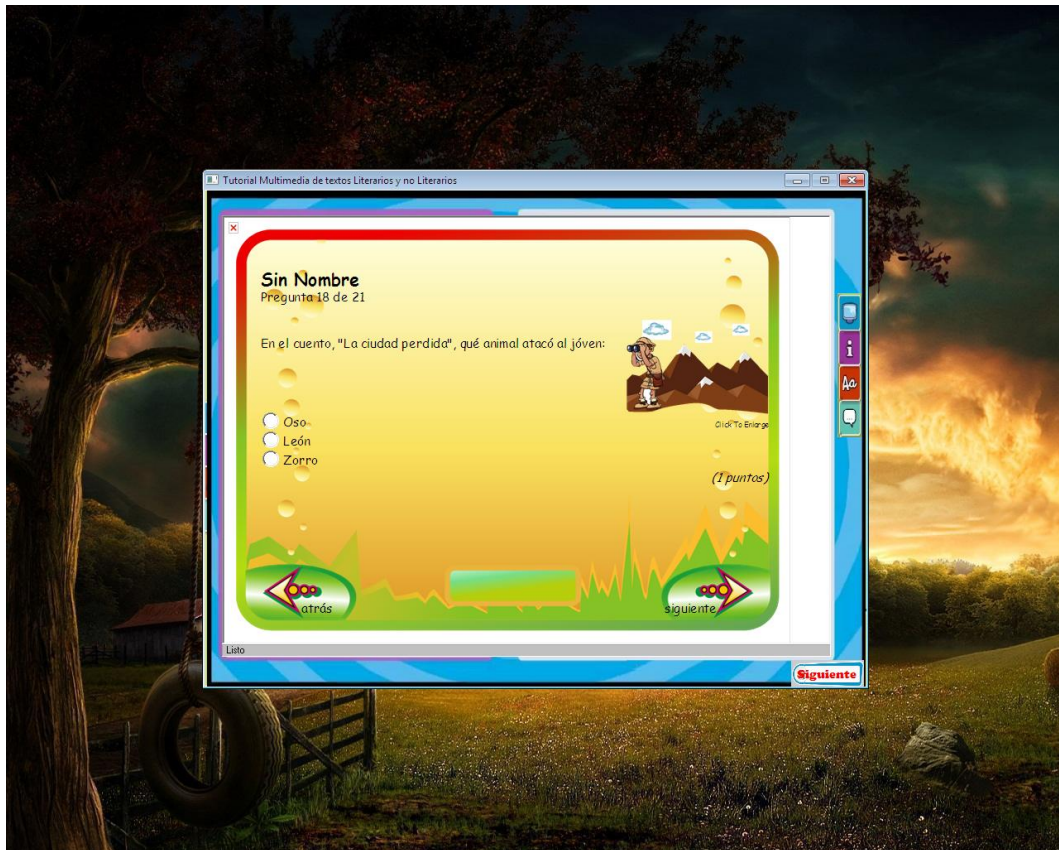 Tutorial Multimedia de textos Literarios y no Literarios
Sin Nombre
Pregunta 18 de 21
En el cuento, "La ciudad perdida", qué animal atacó al jóven:
Click To Enlarge
Oso
León
Zorro
(1 puntos)
atrás
siguiente
Listo
Siguiente
i
Aa